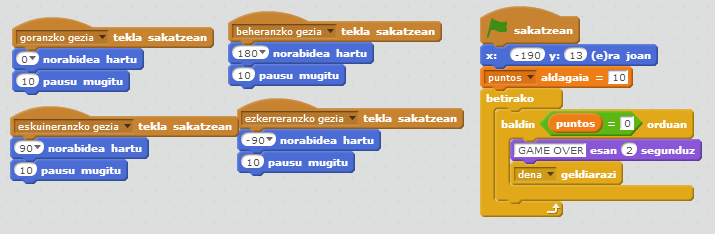 goranzko gezia tekla sakatzean
0 norabidea hartu
10 pausu mugitu
beheranzko gezia tekla sakatzean
180 norabidea hartu
10 pausu mugitu
eskuineranzko gezia tekla sakatzean
90 norabidea hartu
10 pausu mugitu
ezkerreranzko gezia tekla sakatzean
-90 norabidea hartu
10 pausu mugitu
sakatzean
x: -190 y: 13 (e)ra joan
puntos aldagaia = 10
betirako
baldin puntos = 0 orduan
GAME OVER esan 2 segunduz
dena geldiarazi